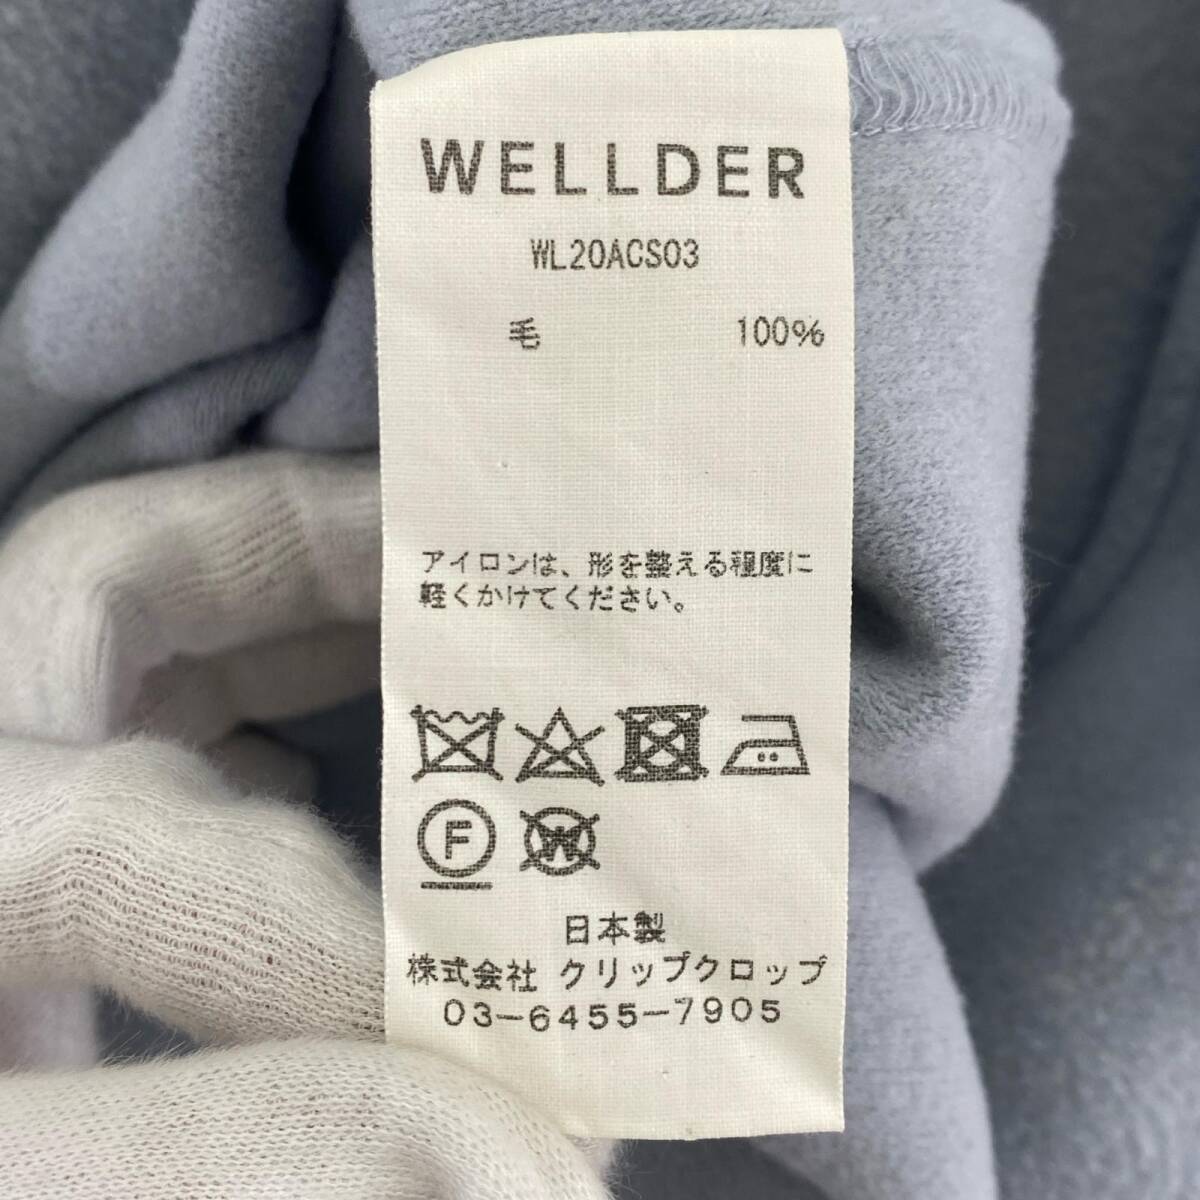 WELLDER
WL20ACS03
毛 100%
アイロンは、形を整える程度に
軽くかけてください。
F
W
日本製
株式会社 クリップクロップ
03-6455-7905